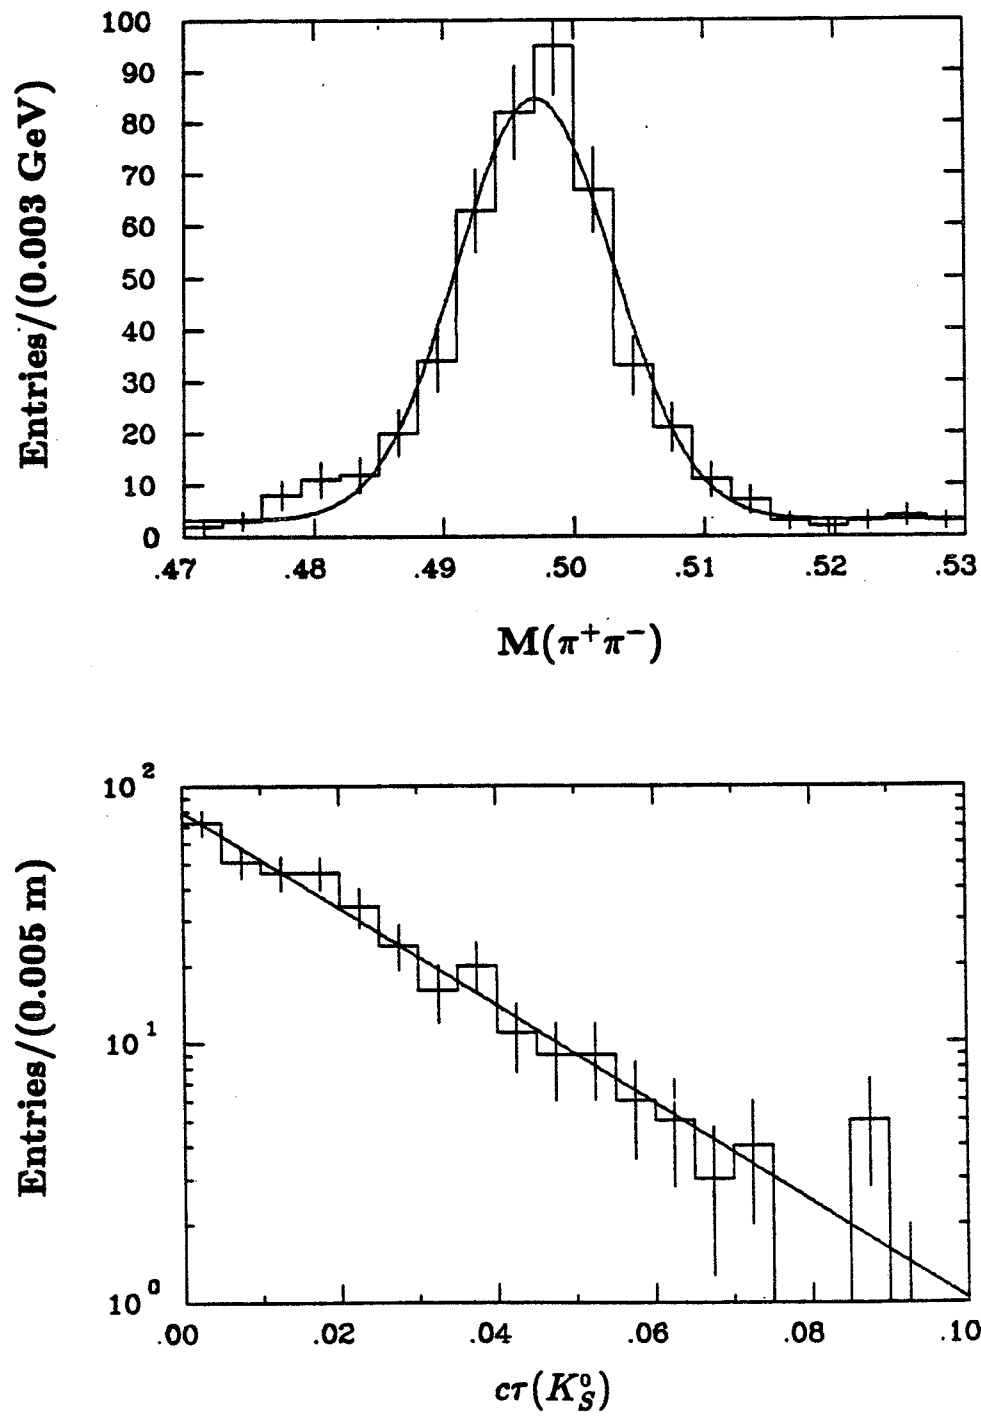 100
90
80
70
60
50
40
30
20
10
0
Entries/(0.003 GeV)
.47 .48 .49 .50 .51 .52 .53
M(π⁺π⁻)
10²
10¹
10⁰
Entries/(0.005 m)
.00 .02 .04 .06 .08 .10
cτ(K⁰_S)